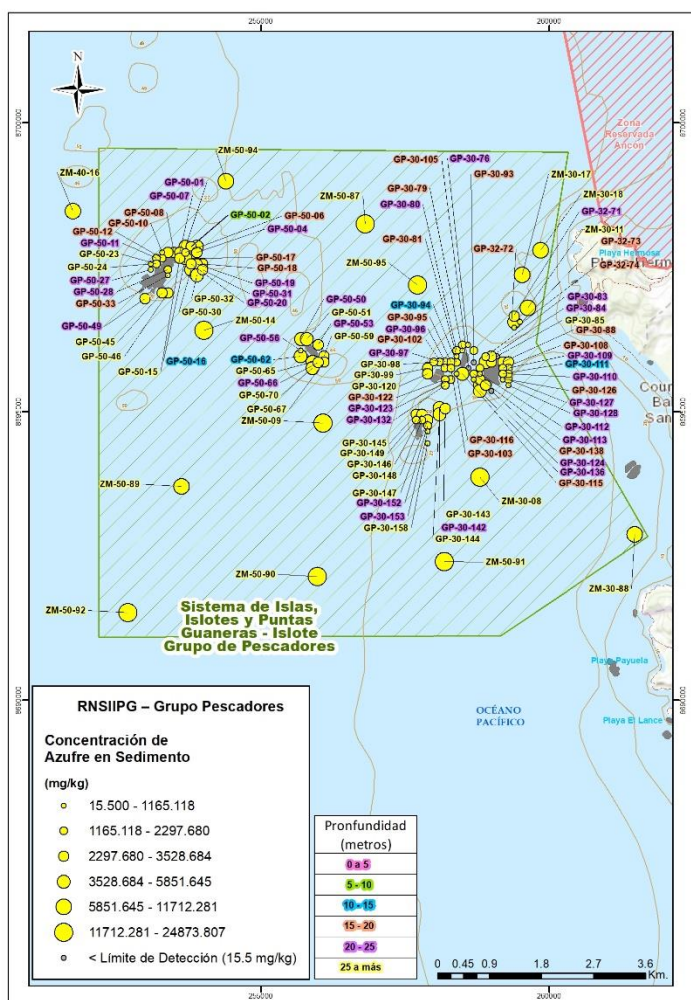 255000
260000
N
8700000
8700000
Zona
Reservada
Ancón
ZM-50-94
GP-30-105
GP-30-76
ZM-40-16
GP-50-01
GP-50-07
ZM-50-87
GP-30-79
GP-30-80
GP-30-93
ZM-30-17
ZM-30-18
GP-50-08
GP-50-12
GP-50-10
GP-50-02
GP-50-06
GP-50-04
GP-32-71
ZM-30-11
GP-50-11
GP-50-23
GP-50-24
GP-50-17
GP-50-18
GP-30-81
GP-32-72
GP-32-73
Playa Hermosa
GP-32-74
ZM-50-95
GP-50-27
GP-50-28
GP-50-33
GP-50-19
GP-50-31
GP-50-20
GP-50-32
GP-50-30
GP-50-50
GP-50-51
GP-50-53
GP-50-59
GP-30-94
GP-30-95
GP-30-96
GP-30-102
GP-30-83
GP-30-84
GP-30-85
GP-30-88
GP-50-49
GP-50-45
GP-50-46
GP-50-15
GP-50-16
ZM-50-14
GP-50-56
GP-50-62
GP-50-65
GP-50-66
GP-50-70
GP-50-67
ZM-50-09
GP-30-97
GP-30-98
GP-30-99
GP-30-120
GP-30-122
GP-30-123
GP-30-132
GP-30-108
GP-30-109
GP-30-111
GP-30-110
GP-30-126
GP-30-127
GP-30-128
GP-30-112
GP-30-113
GP-30-138
GP-30-124
GP-30-136
GP-30-115
8695000
GP-30-116
GP-30-103
GP-30-145
GP-30-149
GP-30-146
GP-30-148
GP-30-147
GP-30-152
GP-30-153
GP-30-158
ZM-30-08
ZM-50-89
GP-30-143
GP-30-142
GP-30-144
ZM-50-91
ZM-50-90
ZM-30-88
ZM-50-92
Sistema de Islas,
Islotes y Puntas
Guaneras - Islote
Grupo de Pescadores
Playa Payuela
OCÉANO
PACÍFICO
Playa El Lance
8690000
8690000
RNSIIPG – Grupo Pescadores
Concentración de
Azufre en Sedimento
(mg/kg)
15.500 - 1165.118
1165.118 - 2297.680
2297.680 - 3528.684
3528.684 - 5851.645
5851.645 - 11712.281
11712.281 - 24873.807
< Límite de Detección (15.5 mg/kg)
Pronfundidad
(metros)
0 a 5
5 - 10
10 - 15
15 - 20
20 - 25
25 a más
0 0.45 0.9 1.8 2.7 3.6
Km.
255000
260000